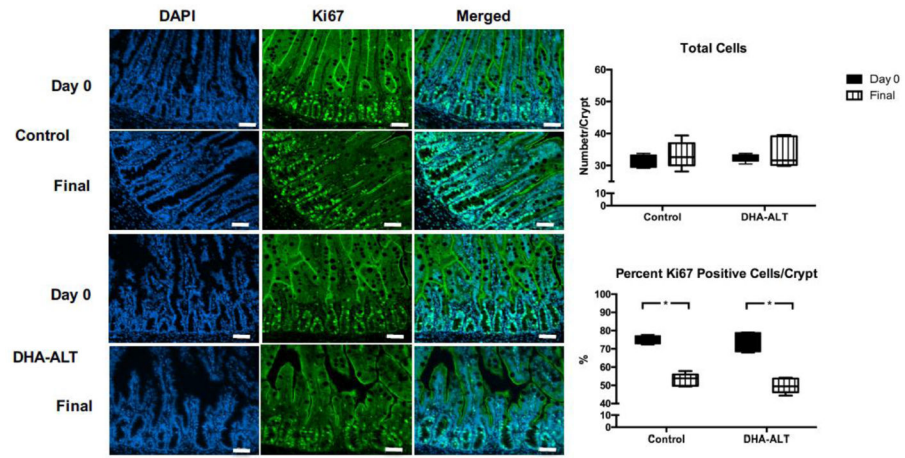 DAPI Ki67 Merged
Day 0
Control
Final
Day 0
DHA-ALT
Final
Total Cells
Numbetr/Crypt
60
50
40
30
10
0
Control DHA-ALT
Day 0
Final
Percent Ki67 Positive Cells/Crypt
%
100
90
80
70
60
50
40
10
0
* *
Control DHA-ALT